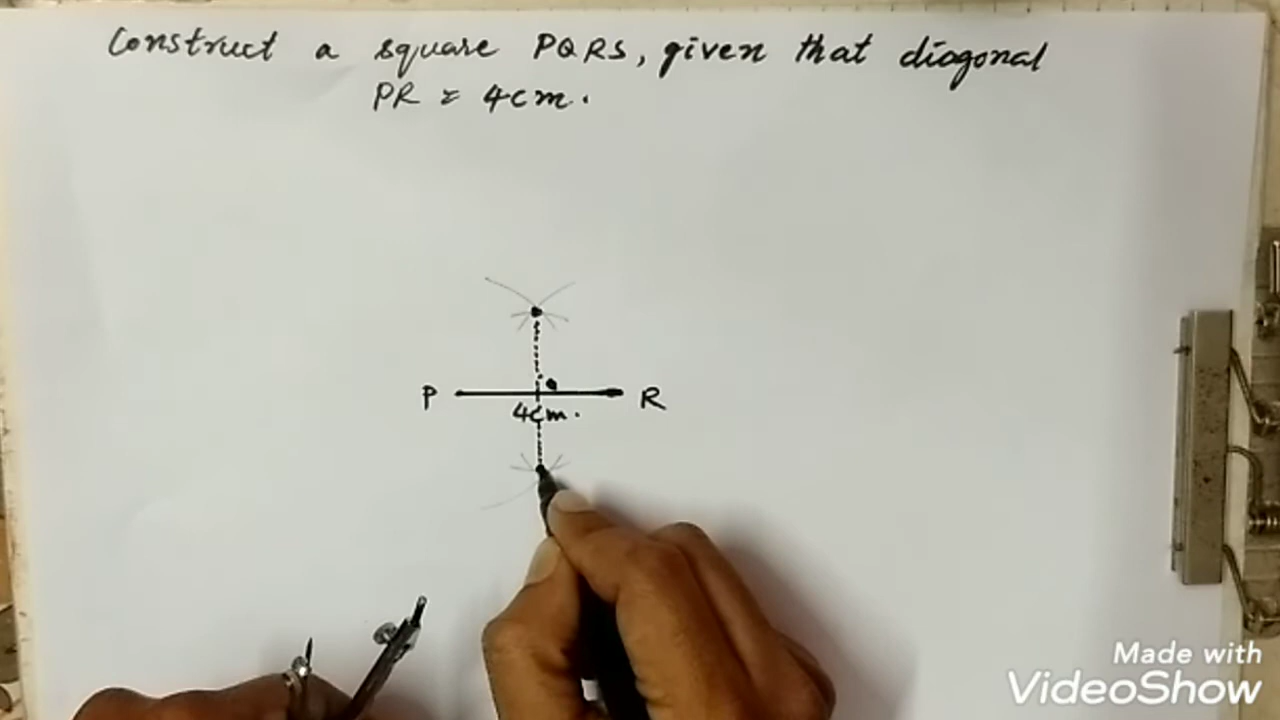 Construct a square PQRS, given that diagonal
PR = 4cm.
P
R
4cm.
Made with
VideoShow